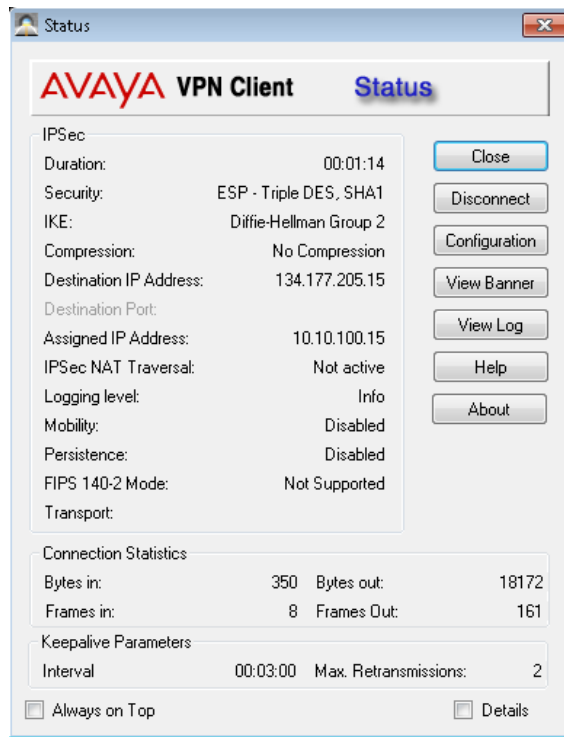 Status
AVAYA VPN Client Status
IPSec
Duration: 00:01:14
Security: ESP - Triple DES, SHA1
IKE: Diffie-Hellman Group 2
Compression: No Compression
Destination IP Address: 134.177.205.15
Destination Port:
Assigned IP Address: 10.10.100.15
IPSec NAT Traversal: Not active
Logging level: Info
Mobility: Disabled
Persistence: Disabled
FIPS 140-2 Mode: Not Supported
Transport:
Close
Disconnect
Configuration
View Banner
View Log
Help
About
Connection Statistics
Bytes in: 350 Bytes out: 18172
Frames in: 8 Frames Out: 161
Keepalive Parameters
Interval 00:03:00 Max. Retransmissions: 2
Always on Top Details